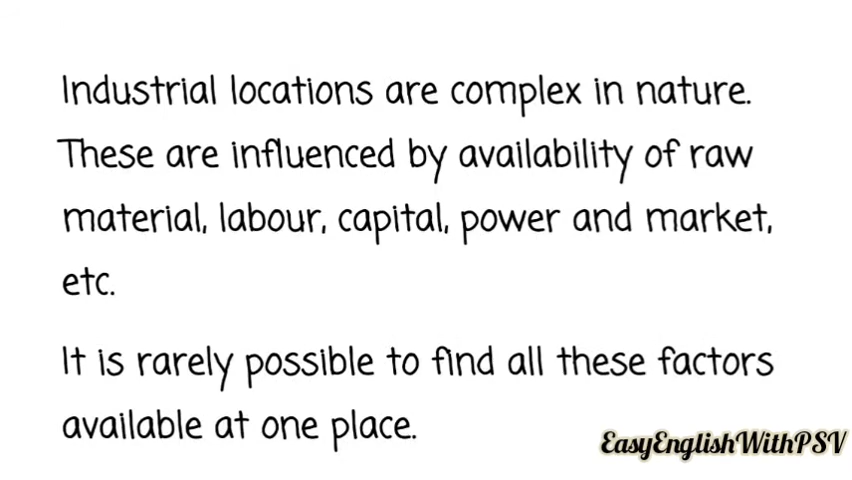 Industrial locations are complex in nature.
These are influenced by availability of raw
material, labour, capital, power and market,
etc.
It is rarely possible to find all these factors
available at one place.
EasyEnglishWithPSV